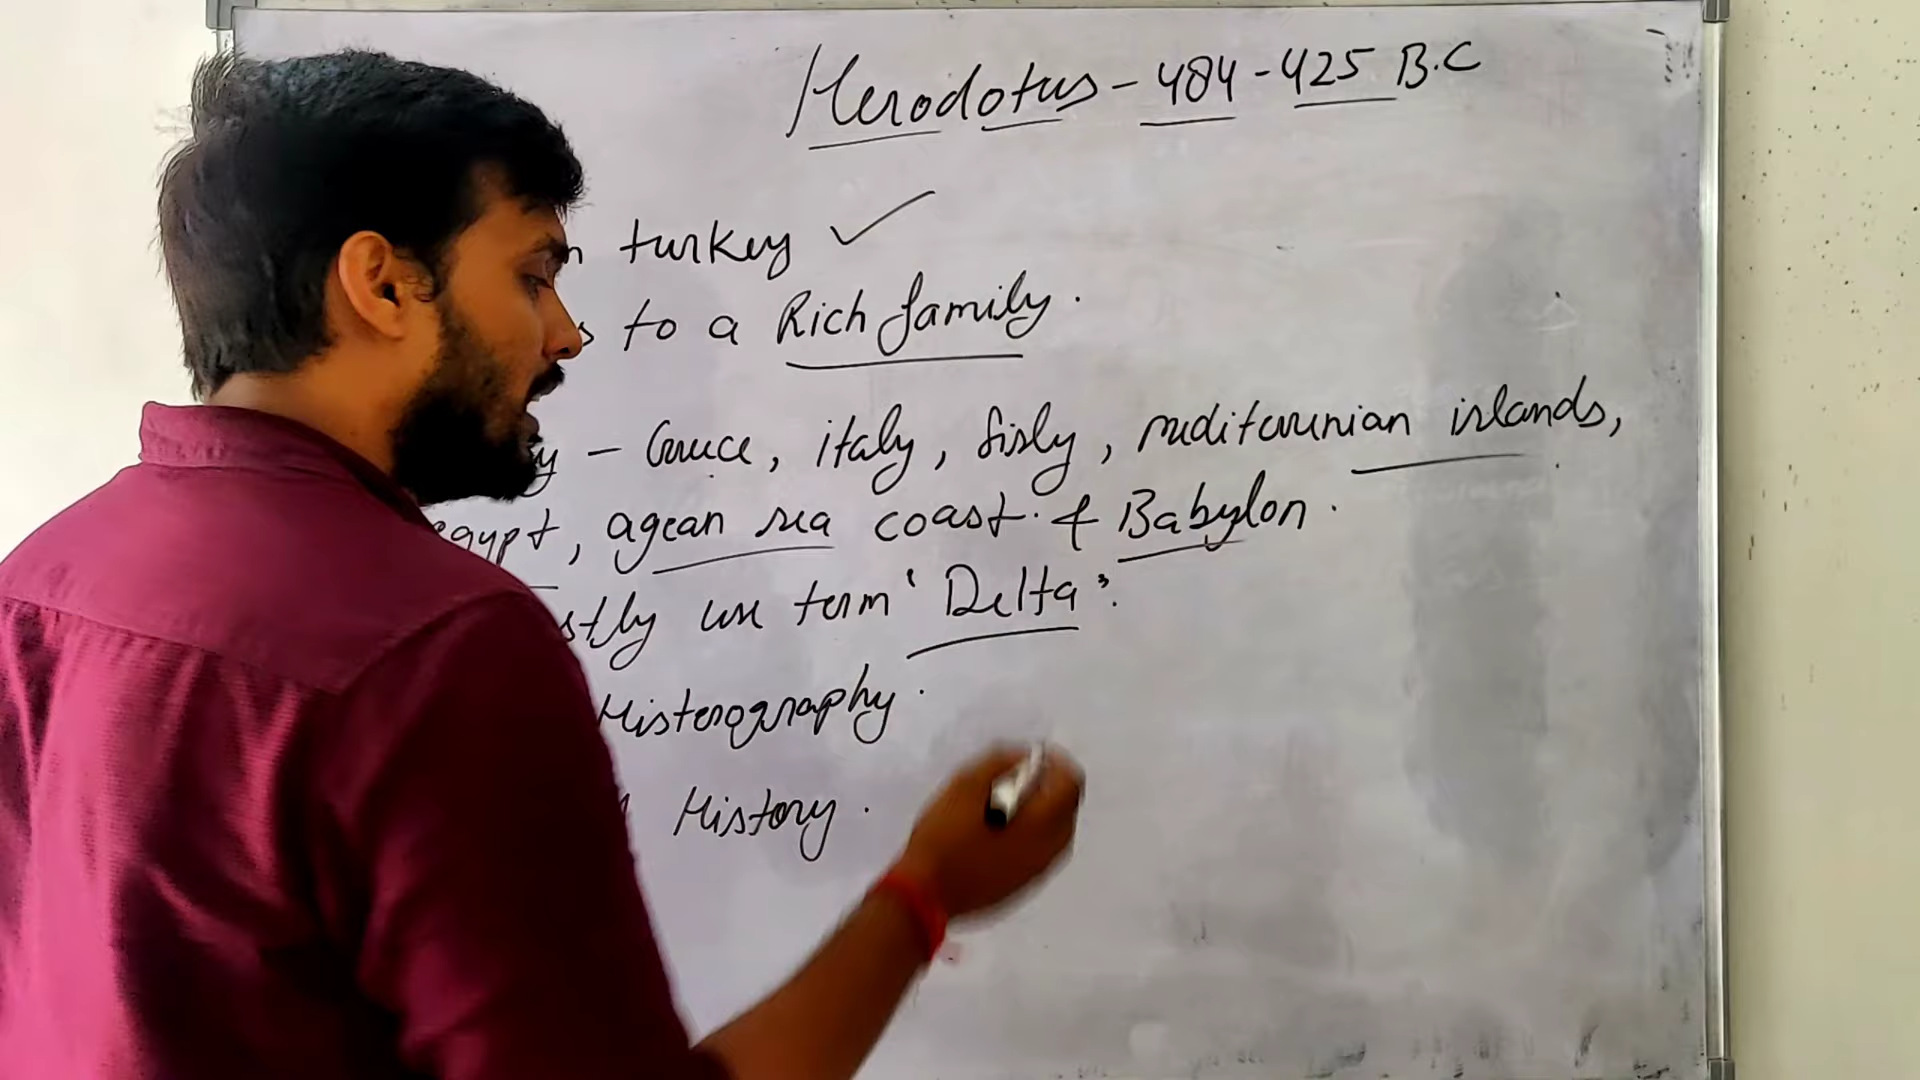 Herodotus - 484 - 425 B.C
n turkey ✓
s to a Rich family.
y - Greece, italy, Sisly, mediterrenian islands,
egypt, agean sea coast. & Babylon.
stly use term ' Delta '.
Historography.
History.